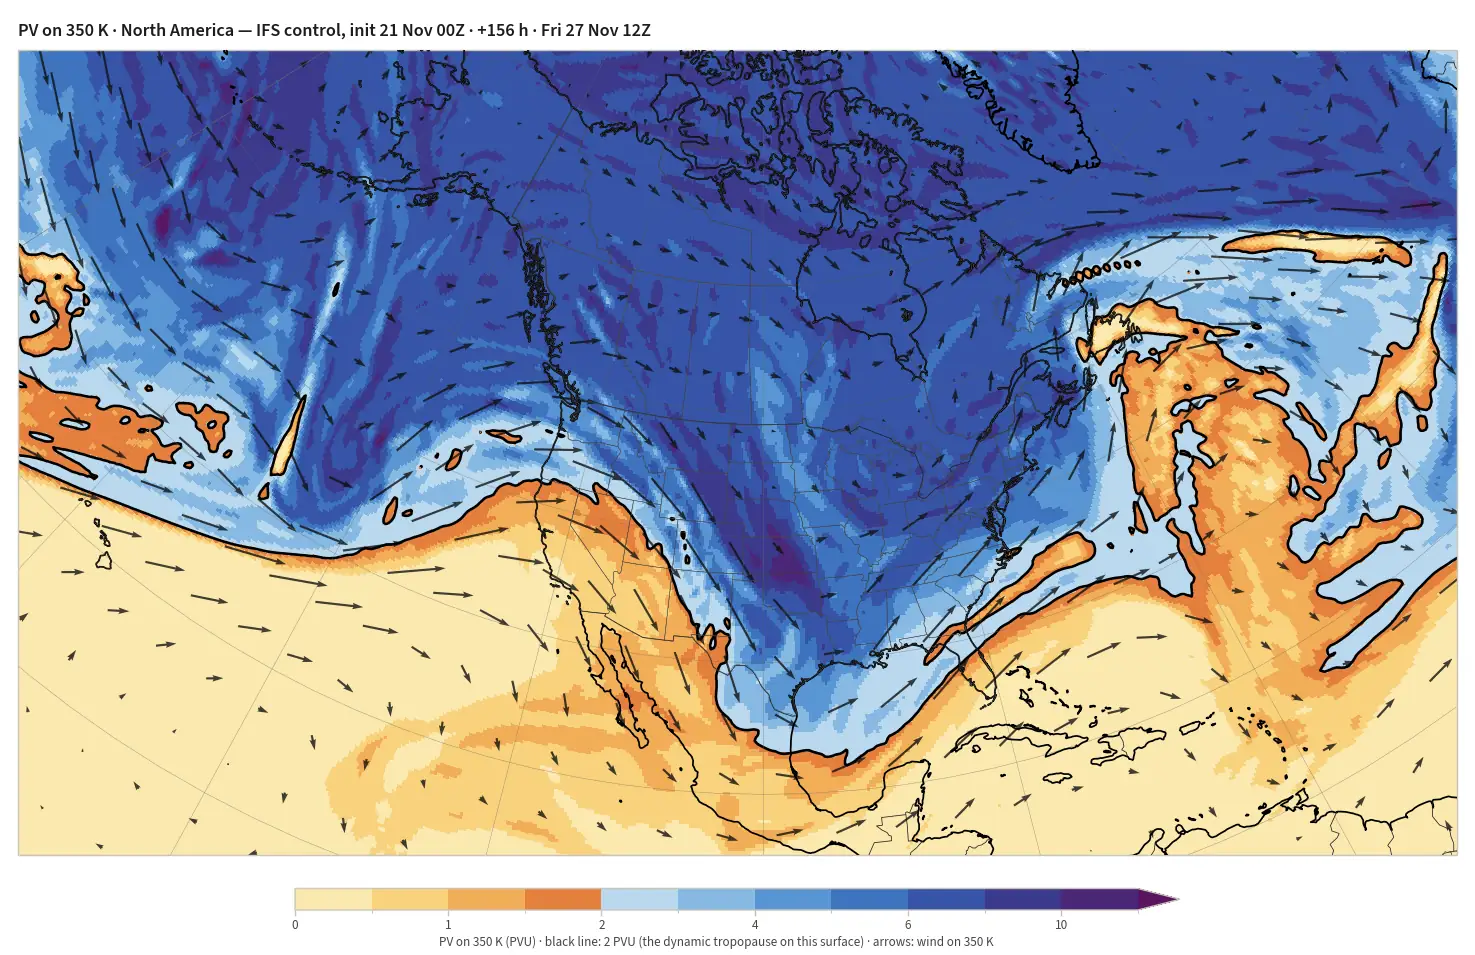 PV on 350 K · North America — IFS control, init 21 Nov 00Z · +156 h · Fri 27 Nov 12Z
0 1 2 4 6 10
PV on 350 K (PVU) · black line: 2 PVU (the dynamic tropopause on this surface) · arrows: wind on 350 K